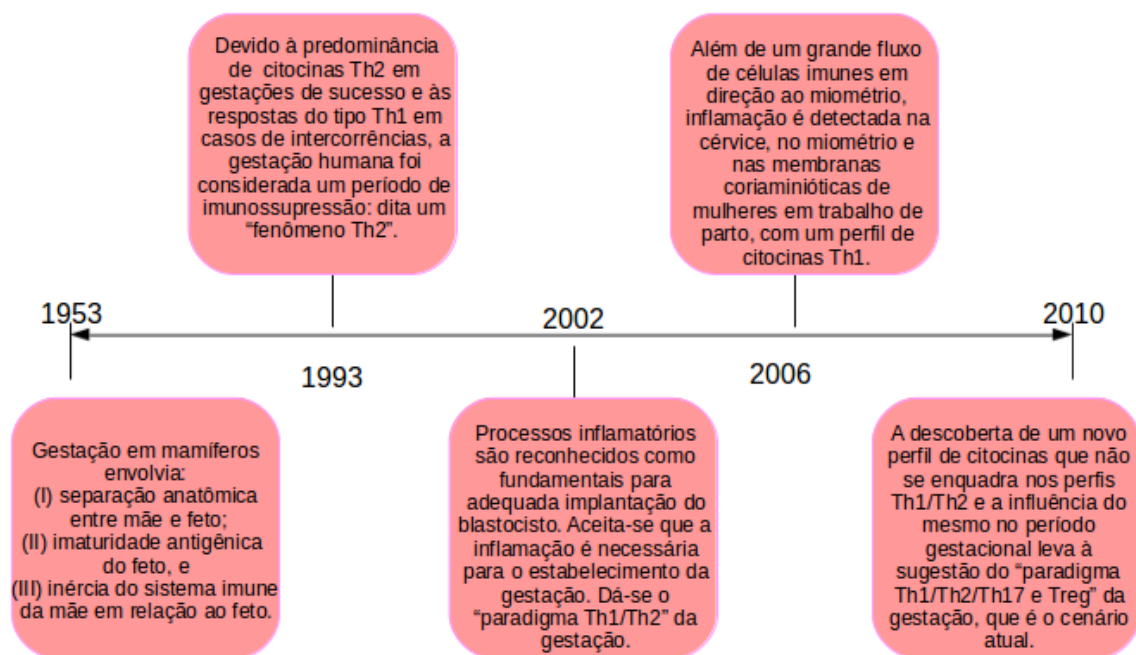 Devido à predominância
de citocinas Th2 em
gestações de sucesso e às
respostas do tipo Th1 em
casos de intercorrências, a
gestação humana foi
considerada um período de
imunossupressão: dita um
“fenômeno Th2”.
Além de um grande fluxo
de células imunes em
direção ao miométrio,
inflamação é detectada na
cérvice, no miométrio e
nas membranas
coriaminióticas de
mulheres em trabalho de
parto, com um perfil de
citocinas Th1.
1953
2002
2010
1993
2006
Gestação em mamíferos
envolvia:
(I) separação anatômica
entre mãe e feto;
(II) imaturidade antigênica
do feto, e
(III) inércia do sistema imune
da mãe em relação ao feto.
Processos inflamatórios
são reconhecidos como
fundamentais para
adequada implantação do
blastocisto. Aceita-se que a
inflamação é necessária
para o estabelecimento da
gestação. Dá-se o
“paradigma Th1/Th2” da
gestação.
A descoberta de um novo
perfil de citocinas que não
se enquadra nos perfis
Th1/Th2 e a influência do
mesmo no período
gestacional leva à
sugestão do “paradigma
Th1/Th2/Th17 e Treg” da
gestação, que é o cenário
atual.